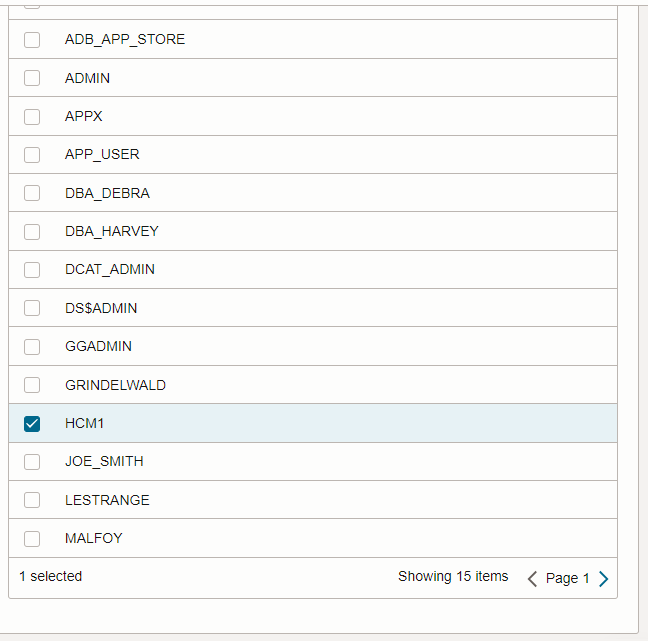 ADB_APP_STORE
ADMIN
APPX
APP_USER
DBA_DEBRA
DBA_HARVEY
DCAT_ADMIN
DS$ADMIN
GGADMIN
GRINDELWALD
HCM1
JOE_SMITH
LESTRANGE
MALFOY
1 selected Showing 15 items Page 1